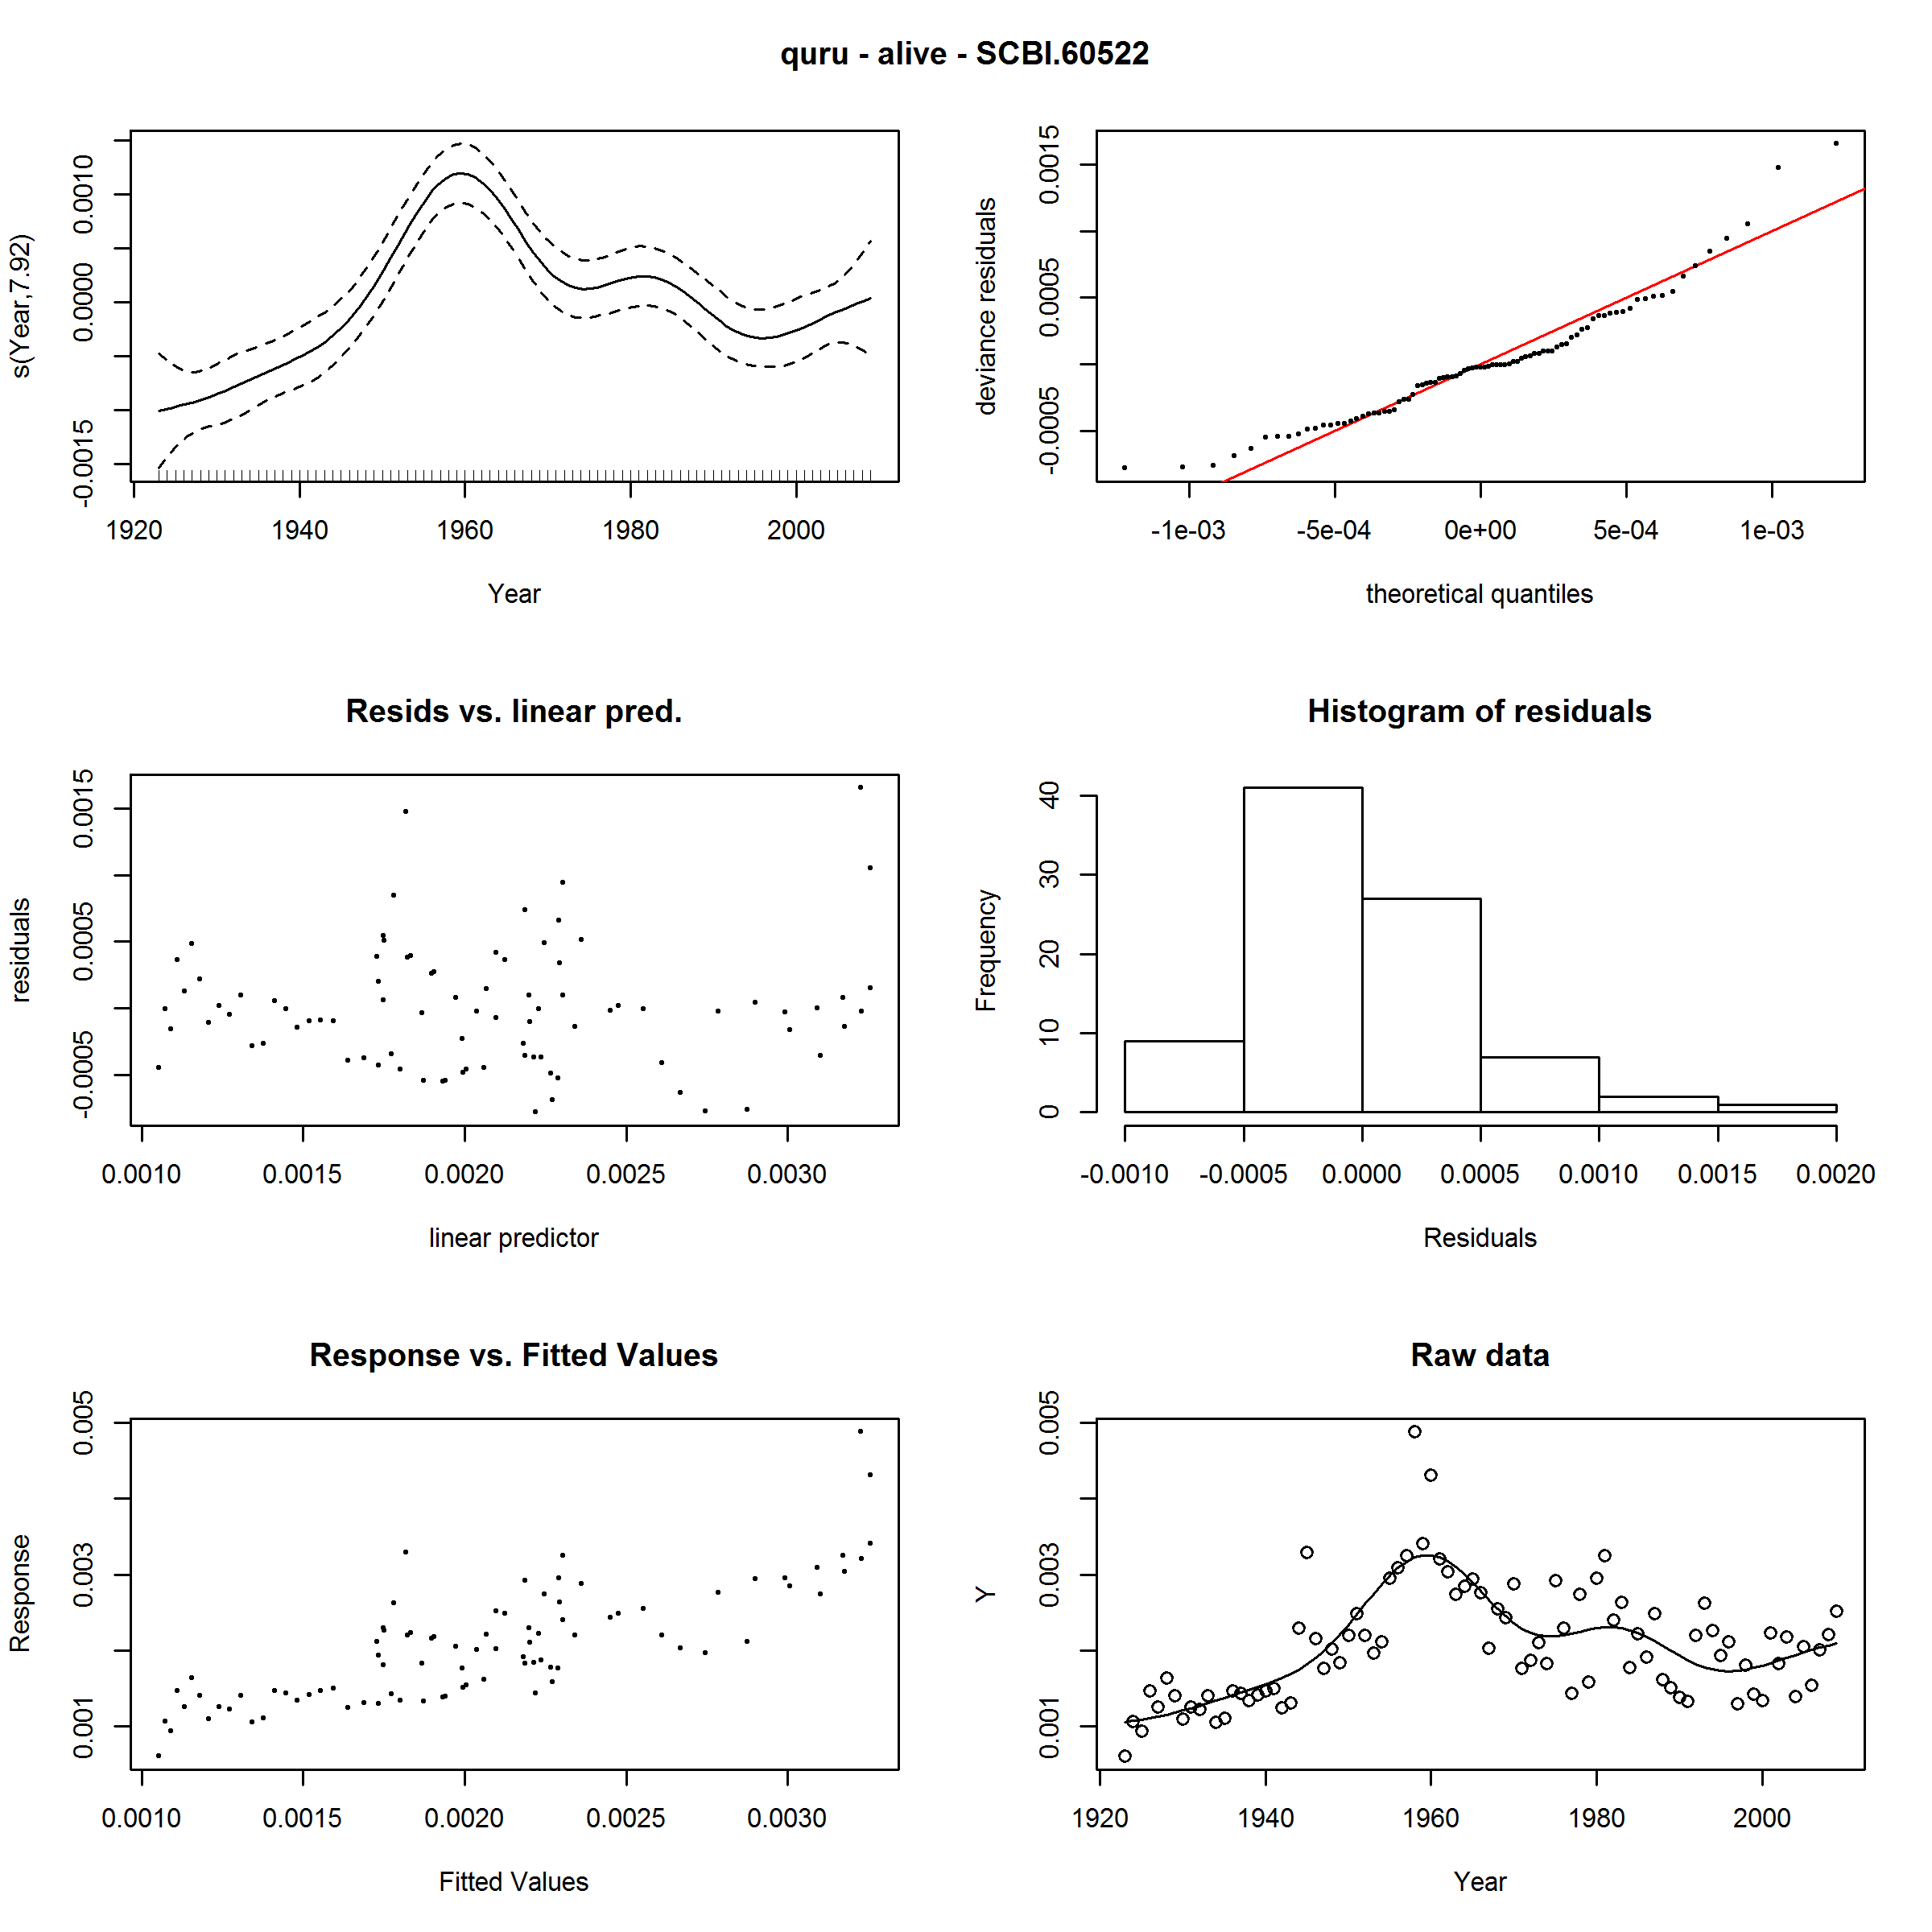 quru - alive - SCBI.60522
s(Year,7.92)
-0.0015 0.0000 0.0010
1920 1940 1960 1980 2000
Year
deviance residuals
-0.0005 0.0005 0.0015
-1e-03 -5e-04 0e+00 5e-04 1e-03
theoretical quantiles
Resids vs. linear pred.
residuals
-0.0005 0.0005 0.0015
0.0010 0.0015 0.0020 0.0025 0.0030
linear predictor
Histogram of residuals
Frequency
0 10 20 30 40
-0.0010 -0.0005 0.0000 0.0005 0.0010 0.0015 0.0020
Residuals
Response vs. Fitted Values
Response
0.001 0.003 0.005
0.0010 0.0015 0.0020 0.0025 0.0030
Fitted Values
Raw data
Y
0.001 0.003 0.005
1920 1940 1960 1980 2000
Year